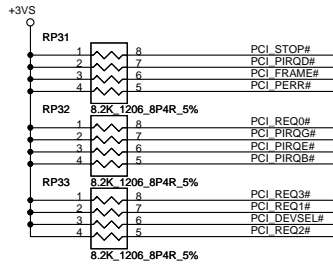 +3VS
RP31
1 8 PCI_STOP#
2 7 PCI_PIRQD#
3 6 PCI_FRAME#
4 5 PCI_PERR#
8.2K_1206_8P4R_5%
RP32
1 8 PCI_REQ0#
2 7 PCI_PIRQG#
3 6 PCI_PIRQE#
4 5 PCI_PIRQB#
8.2K_1206_8P4R_5%
RP33
1 8 PCI_REQ3#
2 7 PCI_REQ1#
3 6 PCI_DEVSEL#
4 5 PCI_REQ2#
8.2K_1206_8P4R_5%